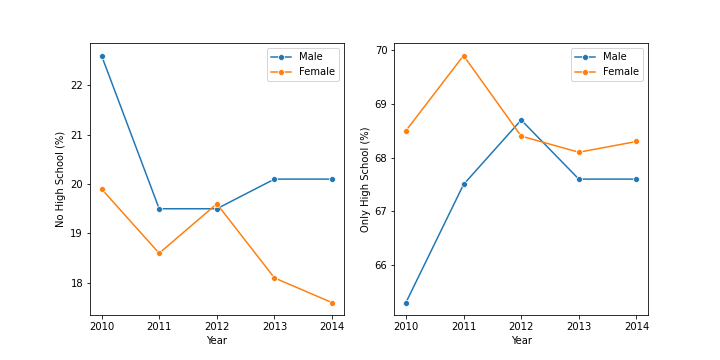 Male
Female
22
21
20
19
18
No High School (%)
2010 2011 2012 2013 2014
Year
Male
Female
70
69
68
67
66
Only High School (%)
2010 2011 2012 2013 2014
Year